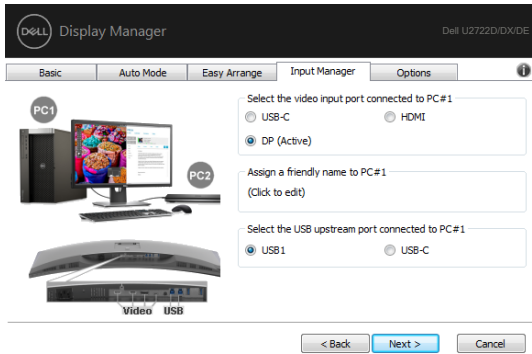 DELL Display Manager
Dell U2722D/DX/DE
Basic Auto Mode Easy Arrange Input Manager Options
PC1
PC2
Video USB
Select the video input port connected to PC#1
USB-C HDMI
DP (Active)
Assign a friendly name to PC#1
(Click to edit)
Select the USB upstream port connected to PC#1
USB1 USB-C
< Back Next > Cancel